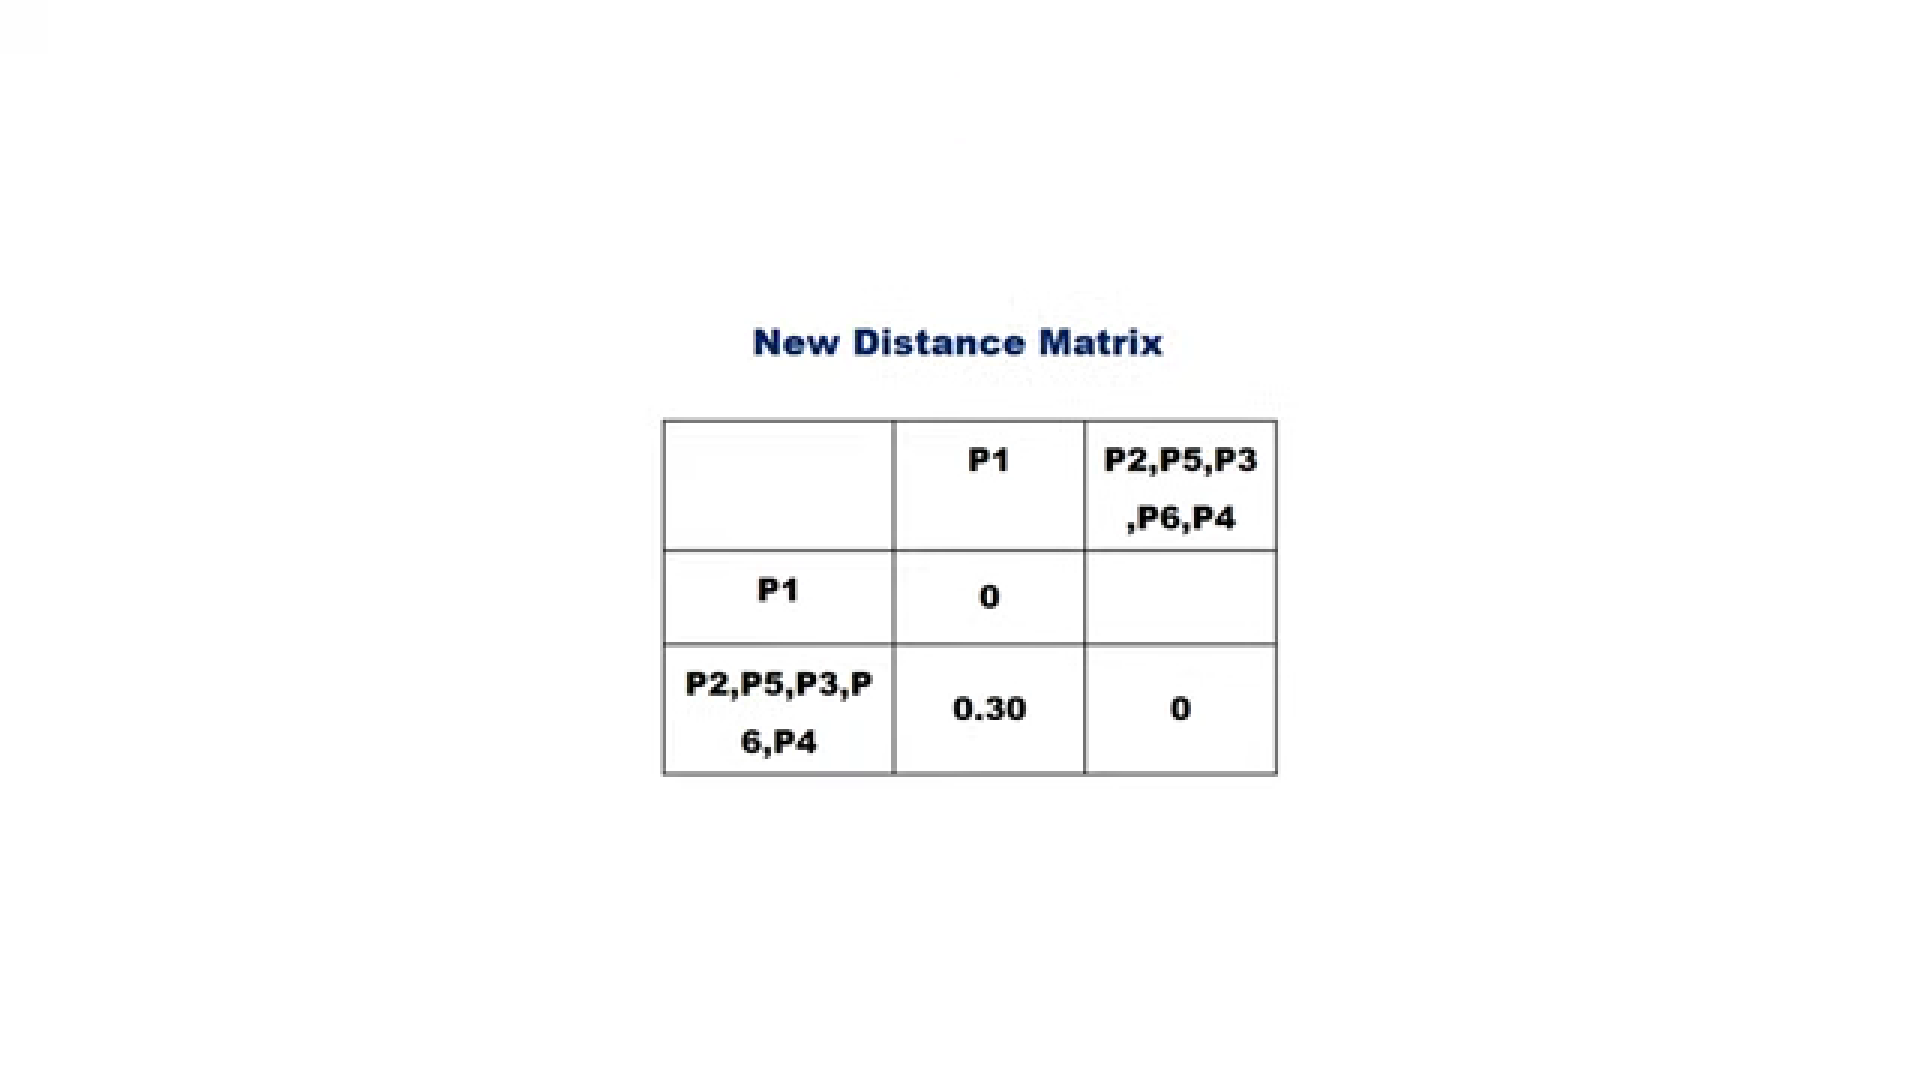 New Distance Matrix
P1
P2,P5,P3
,P6,P4
P1
0
P2,P5,P3,P
6,P4
0.30
0